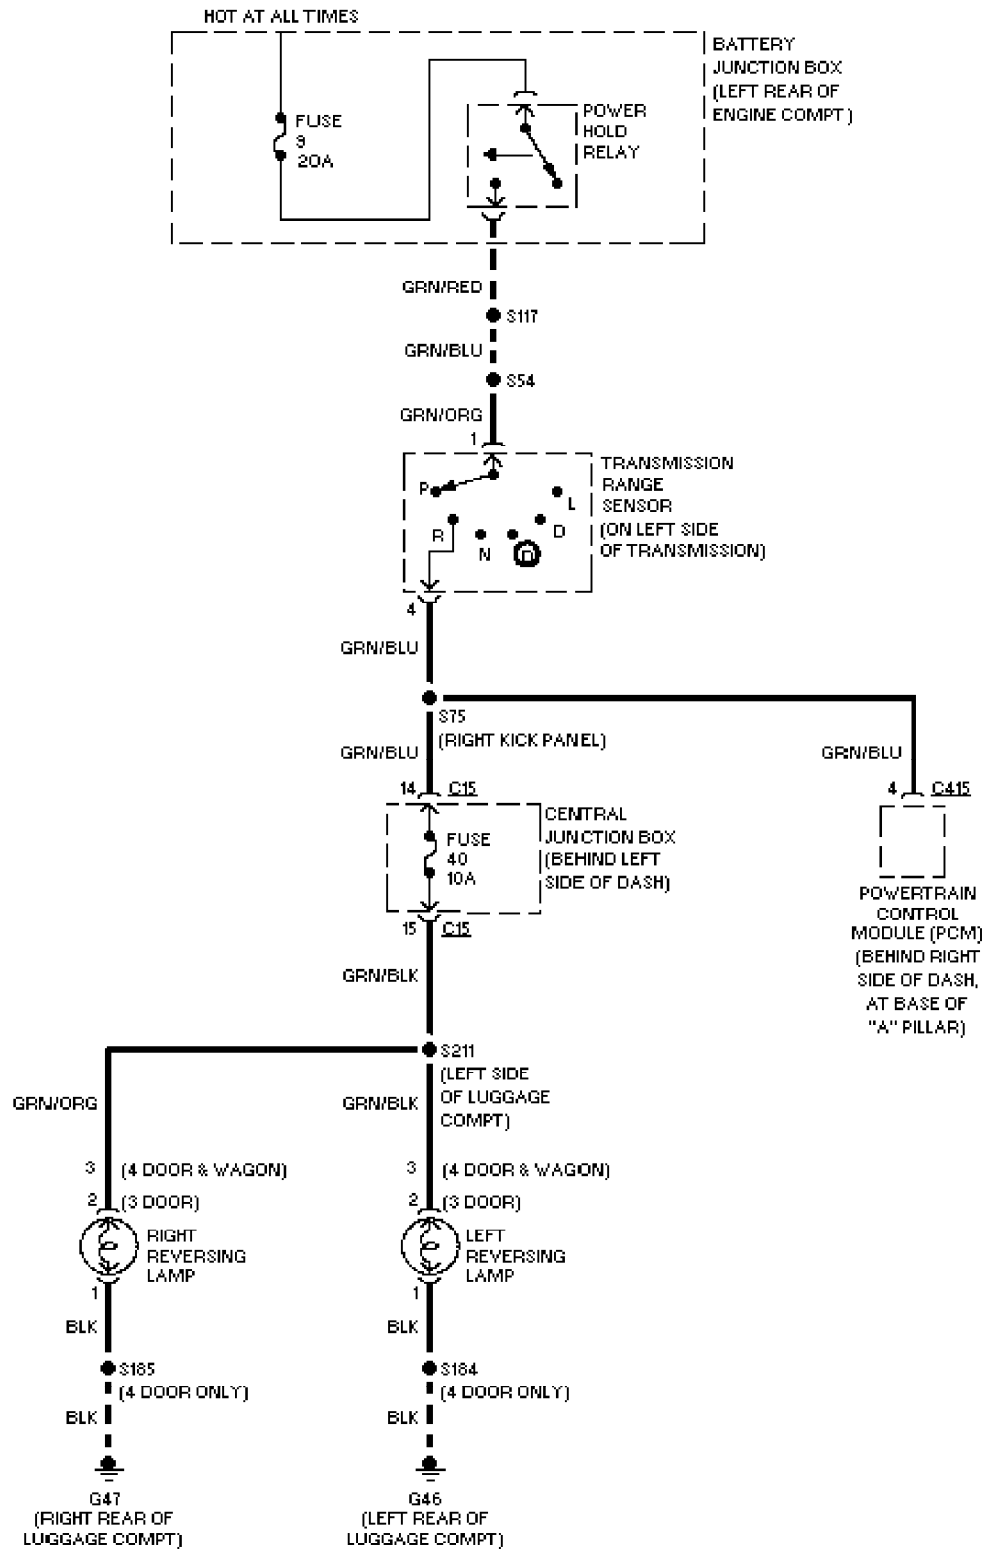 HOT AT ALL TIMES
BATTERY
JUNCTION BOX
(LEFT REAR OF
ENGINE COMPT)
FUSE
9
20A
POWER
HOLD
RELAY
GRN/RED
S117
GRN/BLU
S54
GRN/ORG
1
TRANSMISSION
RANGE
SENSOR
(ON LEFT SIDE
OF TRANSMISSION)
P
R
N
D
D
L
4
GRN/BLU
S75
(RIGHT KICK PANEL)
GRN/BLU
GRN/BLU
14 C15
4 C415
CENTRAL
JUNCTION BOX
(BEHIND LEFT
SIDE OF DASH)
FUSE
40
10A
15 C15
POWERTRAIN
CONTROL
MODULE (PCM)
(BEHIND RIGHT
SIDE OF DASH,
AT BASE OF
"A" PILLAR)
GRN/BLK
S211
(LEFT SIDE
OF LUGGAGE
COMPT)
GRN/ORG
GRN/BLK
3 (4 DOOR & WAGON)
3 (4 DOOR & WAGON)
2 (3 DOOR)
2 (3 DOOR)
RIGHT
REVERSING
LAMP
LEFT
REVERSING
LAMP
1
1
BLK
BLK
S185
(4 DOOR ONLY)
S184
(4 DOOR ONLY)
BLK
BLK
G47
(RIGHT REAR OF
LUGGAGE COMPT)
G46
(LEFT REAR OF
LUGGAGE COMPT)